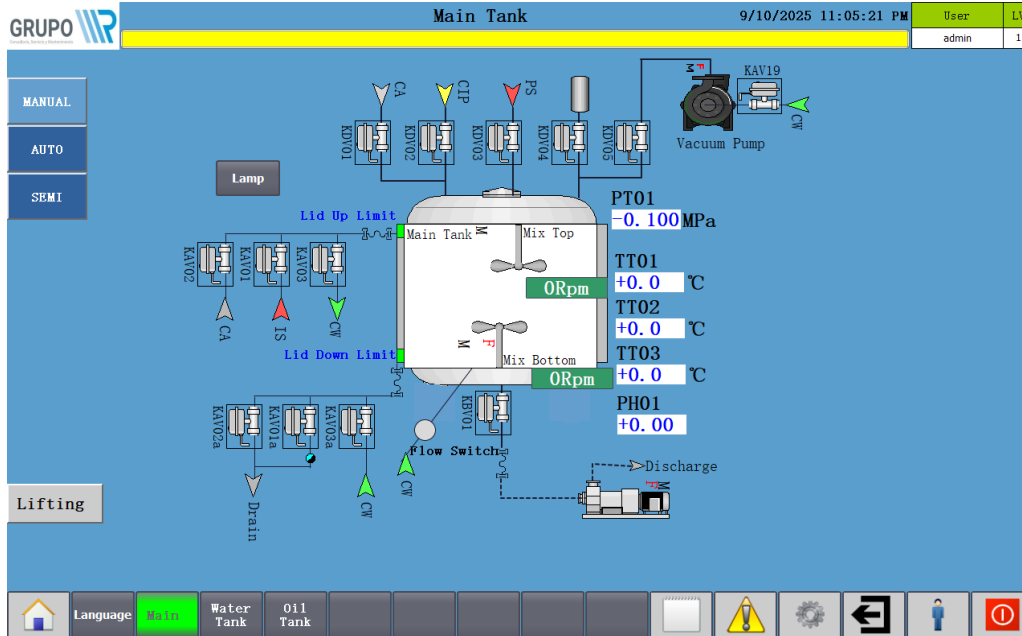 GRUPO
Main Tank
9/10/2025 11:05:21 PM
User
admin
1
MANUAL
AUTO
SEMI
Lamp
CA
CIP
PS
KDV01
KDV02
KDV03
KDV04
KDV05
M
F
KAV19
CW
Vacuum Pump
Lid Up Limit
Main Tank
M
Mix Top
0Rpm
PT01
-0.100 MPa
TT01
+0.0 ℃
TT02
+0.0 ℃
TT03
+0.0 ℃
PH01
+0.00
KAV02
KAV01
KAV03
CA
IS
CW
Lid Down Limit
M
F
Mix Bottom
0Rpm
KAV02a
KAV01a
KAV03a
KBV01
Flow Switch
CW
CW
Drain
Discharge
F
M
Lifting
Language
Main
Water
Tank
Oil
Tank